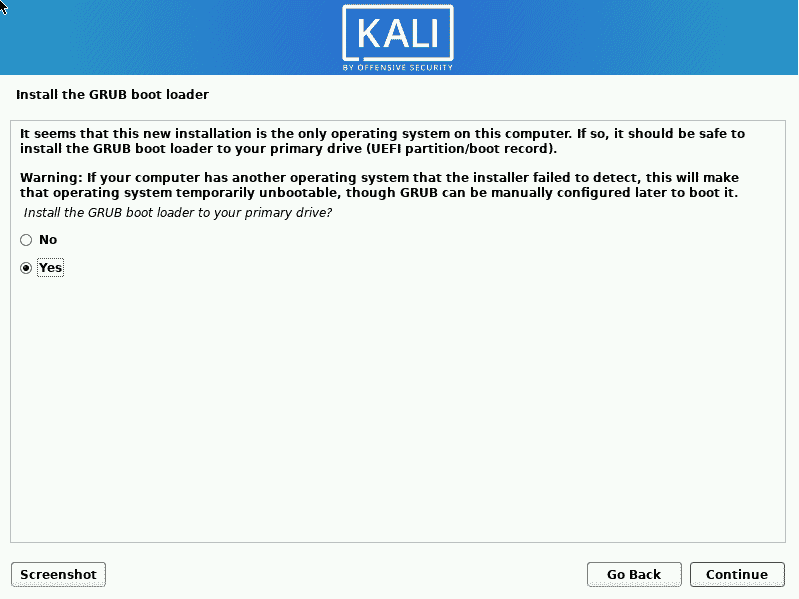 KALI
BY OFFENSIVE SECURITY
Install the GRUB boot loader
It seems that this new installation is the only operating system on this computer. If so, it should be safe to
install the GRUB boot loader to your primary drive (UEFI partition/boot record).
Warning: If your computer has another operating system that the installer failed to detect, this will make
that operating system temporarily unbootable, though GRUB can be manually configured later to boot it.
Install the GRUB boot loader to your primary drive?
No
Yes
Screenshot
Go Back
Continue